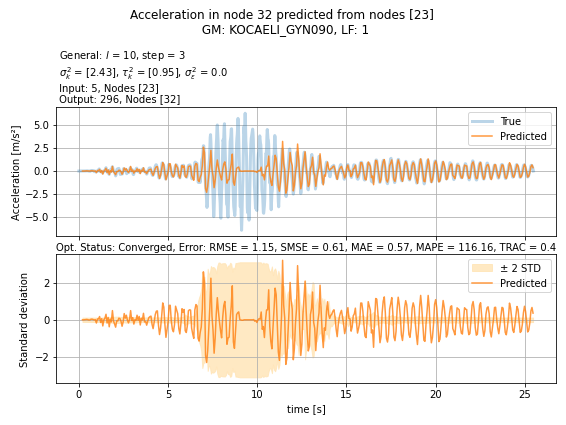 Acceleration in node 32 predicted from nodes [23]
GM: KOCAELI_GYN090, LF: 1
General: l = 10, step = 3
σ²ₖ = [2.43], τ²ₖ = [0.95], σ²ε = 0.0
Input: 5, Nodes [23]
Output: 296, Nodes [32]
True
Predicted
5.0
2.5
0.0
−2.5
−5.0
Acceleration [m/s²]
Opt. Status: Converged, Error: RMSE = 1.15, SMSE = 0.61, MAE = 0.57, MAPE = 116.16, TRAC = 0.4
± 2 STD
Predicted
2
0
−2
Standard deviation
0 5 10 15 20 25
time [s]